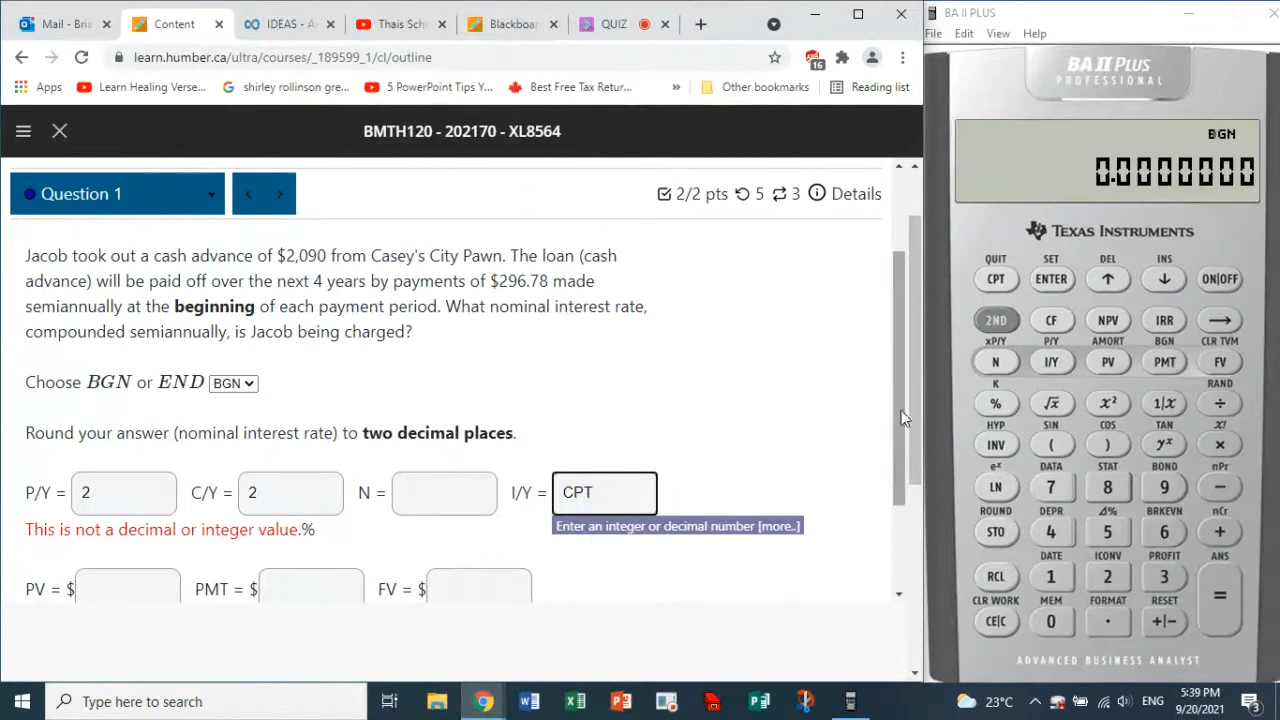 Mail - Bria
Content
IDEAS - Ac
Thais Sch
Blackboar
QUIZ
BA II PLUS
File Edit View Help
learn.humber.ca/ultra/courses/_189599_1/cl/outline
16
Apps
Learn Healing Verse...
shirley rollinson gre...
5 PowerPoint Tips Y...
Best Free Tax Retur...
»
Other bookmarks
Reading list
BMTH120 - 202170 - XL8564
Question 1
2/2 pts 5 3 Details
Jacob took out a cash advance of $2,090 from Casey's City Pawn. The loan (cash
advance) will be paid off over the next 4 years by payments of $296.78 made
semiannually at the beginning of each payment period. What nominal interest rate,
compounded semiannually, is Jacob being charged?
Choose BGN or END BGN
Round your answer (nominal interest rate) to two decimal places.
P/Y = 2 C/Y = 2 N = I/Y = CPT
This is not a decimal or integer value.%
Enter an integer or decimal number [more..]
PV = $ PMT = $ FV = $
BA II PLUS
PROFESSIONAL
BGN
0.0000000
TEXAS INSTRUMENTS
QUIT SET DEL INS
CPT ENTER ↑ ↓ ON|OFF
2ND CF NPV IRR →
xP/Y P/Y AMORT BGN CLR TVM
N I/Y PV PMT FV
K RAND
% √x x² 1|x ÷
HYP SIN COS TAN x!
INV ( ) yˣ ×
eˣ DATA STAT BOND nPr
LN 7 8 9 −
ROUND DEPR Δ% BRKEVN nCr
STO 4 5 6 +
DATE ICONV PROFIT ANS
RCL 1 2 3 =
CLR WORK MEM FORMAT RESET
CE|C 0 . +|−
ADVANCED BUSINESS ANALYST
Type here to search
23°C
ENG
5:39 PM
9/20/2021
3